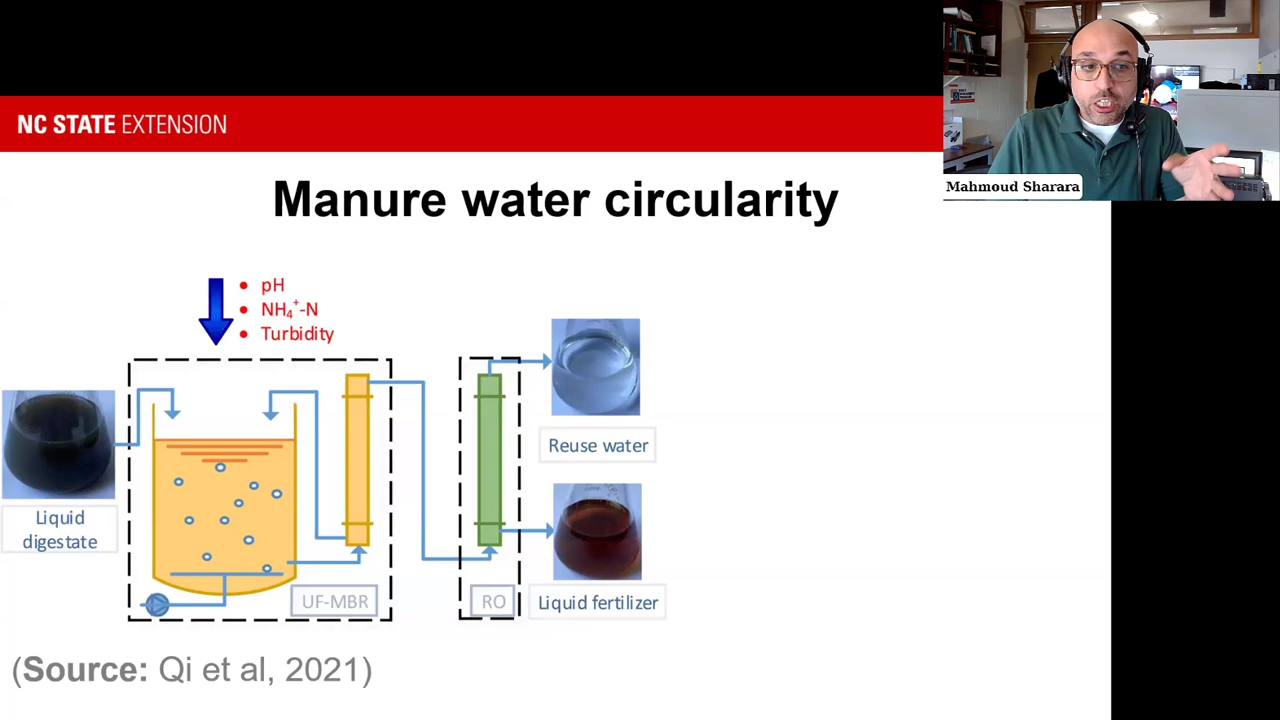 Mahmoud Sharara
NC STATE EXTENSION
Manure water circularity
• pH
• NH₄⁺-N
• Turbidity
Liquid
digestate
UF-MBR
RO
Reuse water
Liquid fertilizer
(Source: Qi et al, 2021)